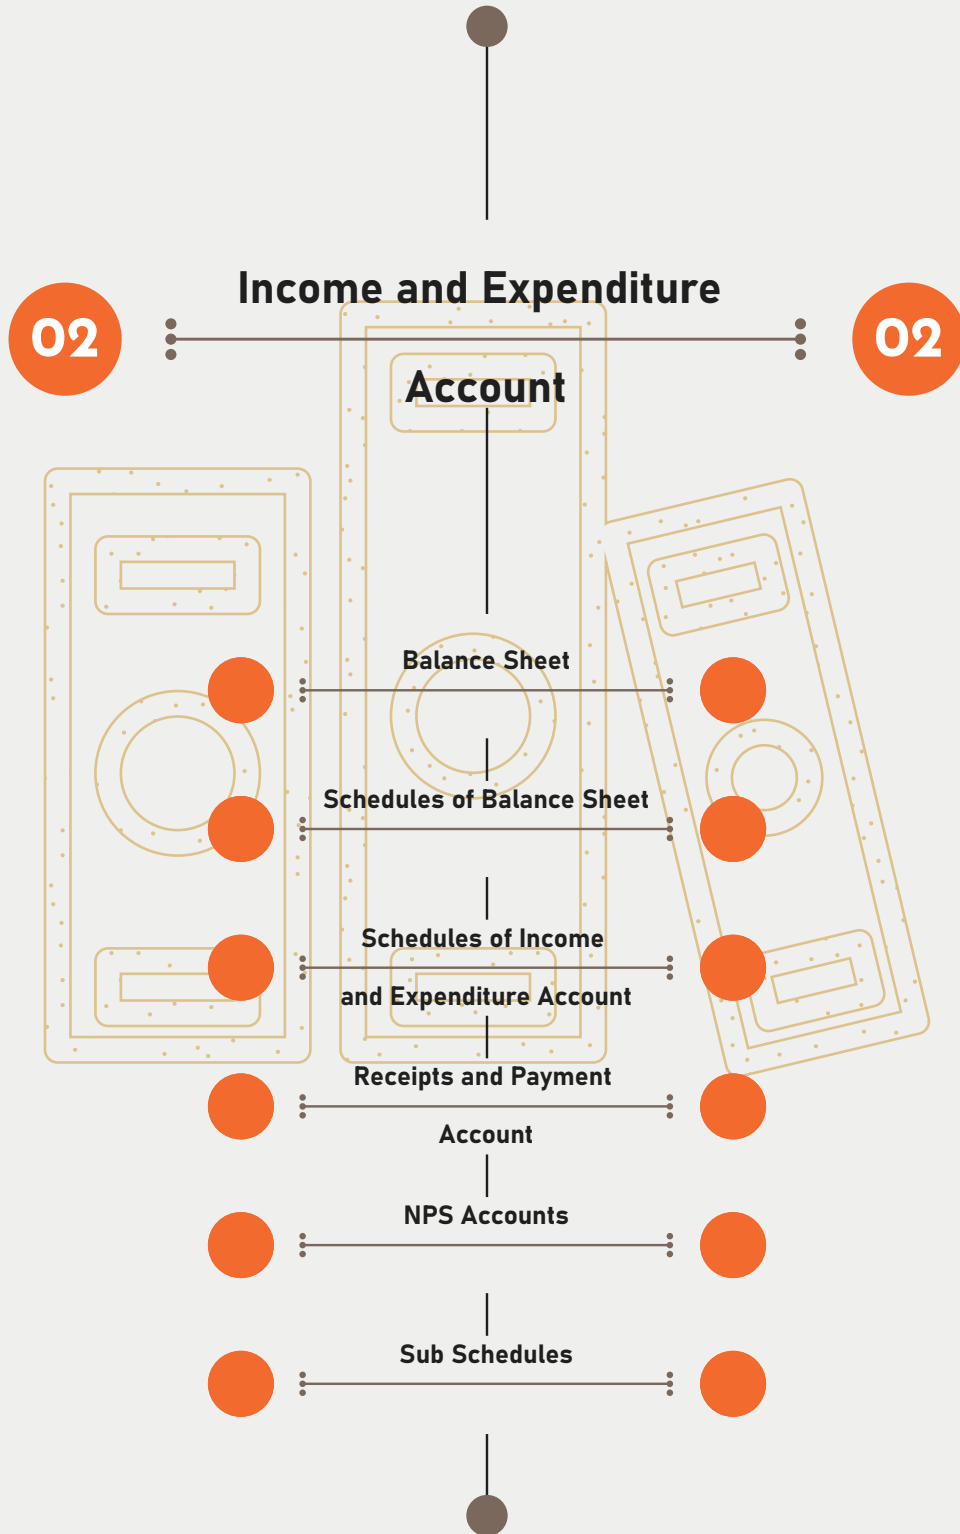 Income and Expenditure
02
02
Account
Balance Sheet
Schedules of Balance Sheet
Schedules of Income
and Expenditure Account
Receipts and Payment
Account
NPS Accounts
Sub Schedules